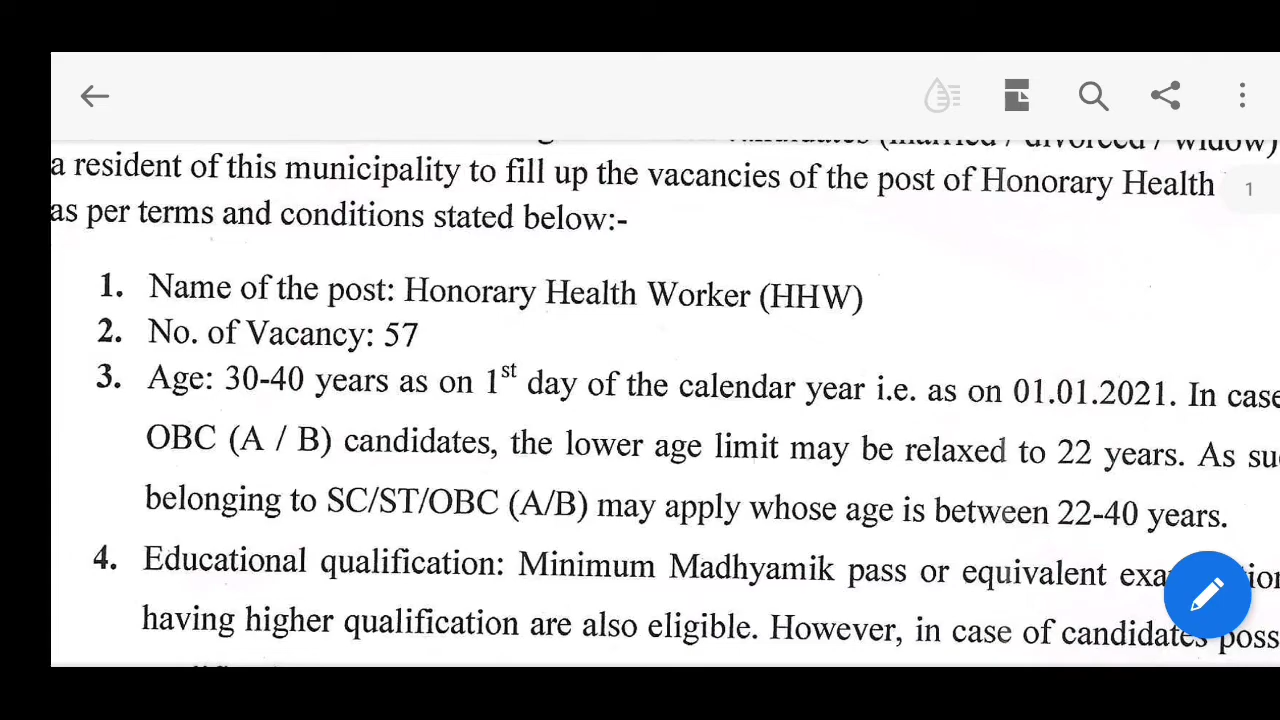 candidates (married / divorced / widow)
a resident of this municipality to fill up the vacancies of the post of Honorary Health
1
as per terms and conditions stated below:-
1. Name of the post: Honorary Health Worker (HHW)
2. No. of Vacancy: 57
3. Age: 30-40 years as on 1st day of the calendar year i.e. as on 01.01.2021. In case
OBC (A / B) candidates, the lower age limit may be relaxed to 22 years. As
belonging to SC/ST/OBC (A/B) may apply whose age is between 22-40 years.
4. Educational qualification: Minimum Madhyamik pass or equivalent
having higher qualification are also eligible. However, in case of candidates